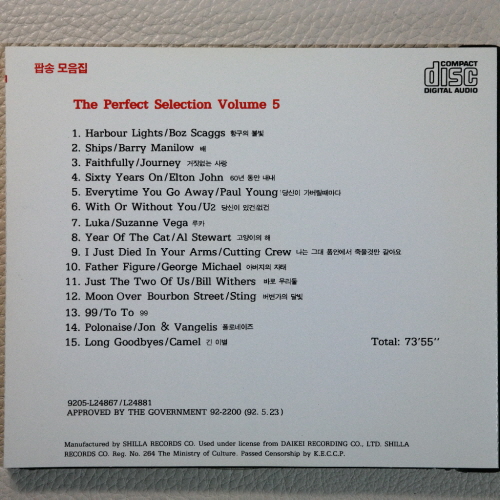 팝송 모음집
COMPACT
disc
DIGITAL AUDIO
The Perfect Selection Volume 5
1. Harbour Lights/Boz Scaggs 항구의 불빛
2. Ships/Barry Manilow 배
3. Faithfully/Journey 거짓없는 사랑
4. Sixty Years On/Elton John 60년 동안 내내
5. Everytime You Go Away/Paul Young 당신이 가버릴때마다
6. With Or Without You/U2 당신이 있건 없건
7. Luka/Suzanne Vega 루카
8. Year Of The Cat/Al Stewart 고양이의 해
9. I Just Died In Your Arms/Cutting Crew 나는 그대 품안에서 죽을것만 같아요
10. Father Figure/George Michael 아버지의 자태
11. Just The Two Of Us/Bill Withers 바로 우리둘
12. Moon Over Bourbon Street/Sting 버번가의 달빛
13. 99/To To 99
14. Polonaise/Jon & Vangelis 폴로네이즈
15. Long Goodbyes/Camel 긴 이별
Total: 73'55''
9205-L24867/L24881
APPROVED BY THE GOVERNMENT 92-2200 (92. 5. 23)
Manufactured by SHILLA RECORDS CO. Used under license from DAIKEI RECORDING CO., LTD. SHILLA
RECORDS CO. Reg. No. 264 The Ministry of Culture. Passed Censorship by K.E.C.C.P.